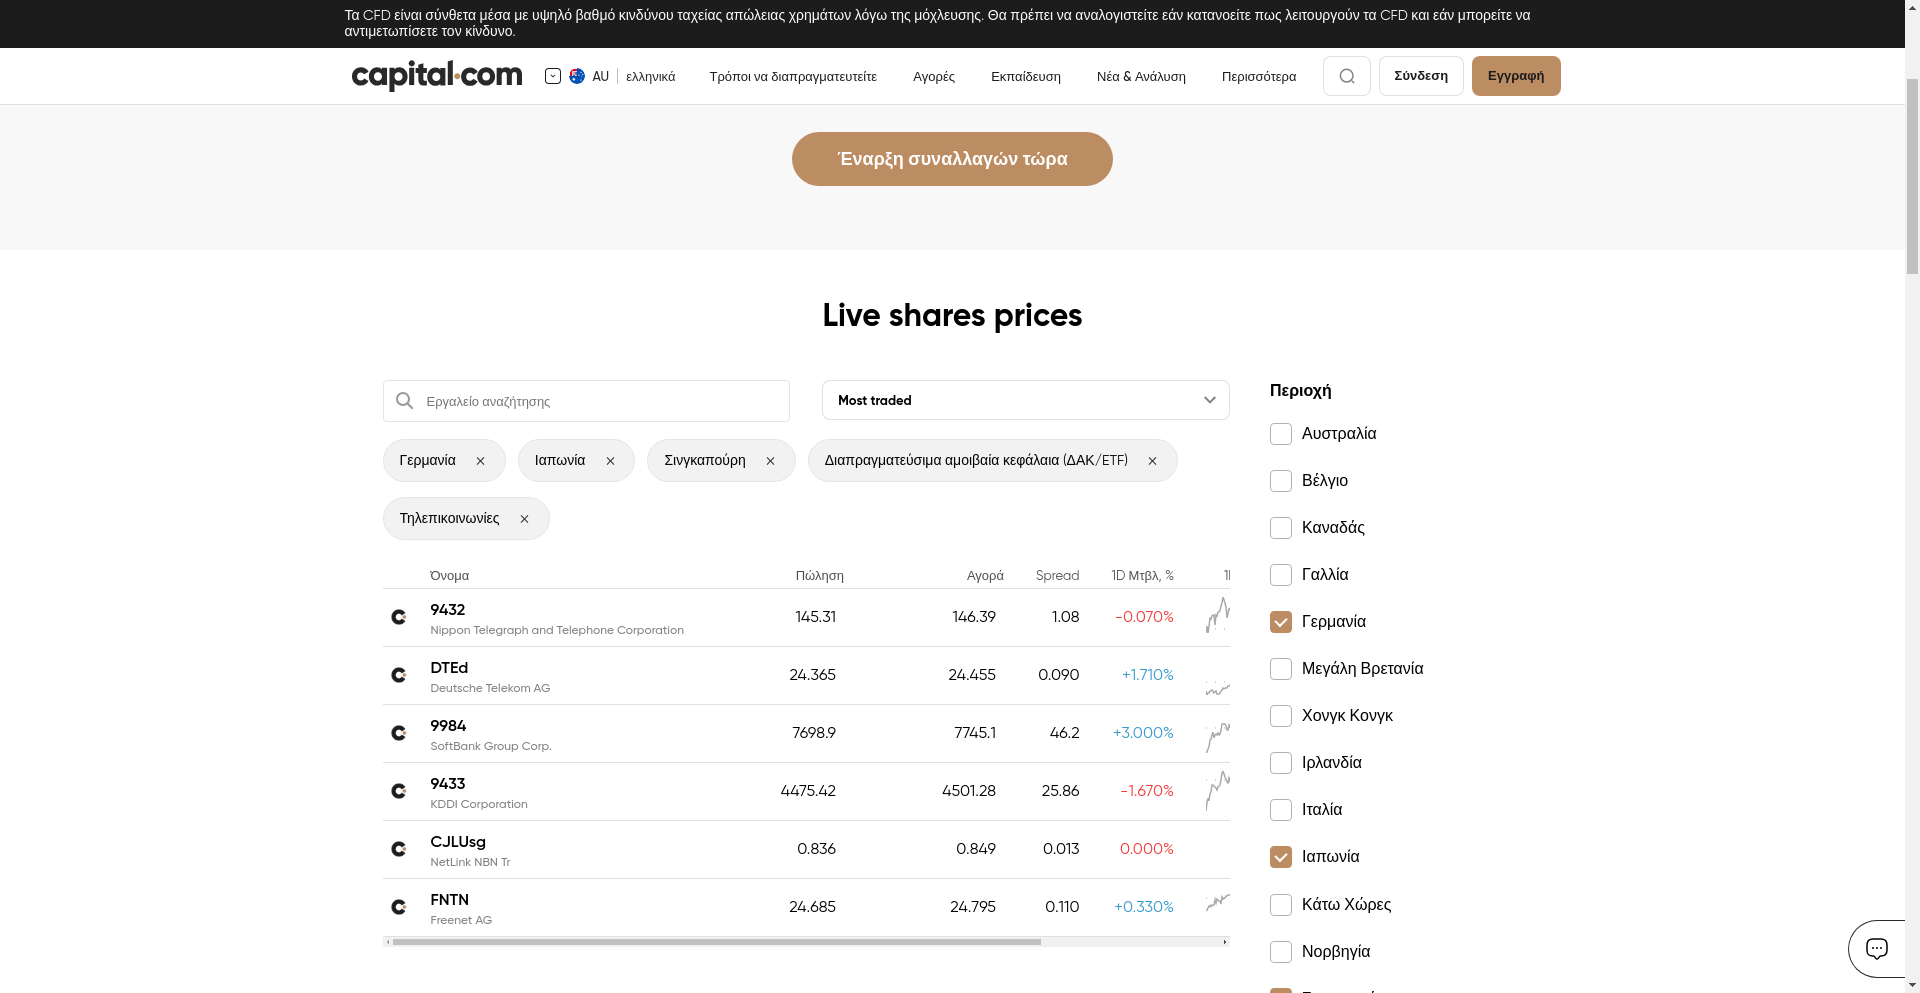 Τα CFD είναι σύνθετα μέσα με υψηλό βαθμό κινδύνου ταχείας απώλειας χρημάτων λόγω της μόχλευσης. Θα πρέπει να αναλογιστείτε εάν κατανοείτε πως λειτουργούν τα CFD και εάν μπορείτε να
αντιμετωπίσετε τον κίνδυνο.
capital.com AU ελληνικά Τρόποι να διαπραγματευτείτε Αγορές Εκπαίδευση Νέα & Ανάλυση Περισσότερα Σύνδεση Εγγραφή
Έναρξη συναλλαγών τώρα
Live shares prices
Εργαλείο αναζήτησης Most traded
Γερμανία Ιαπωνία Σινγκαπούρη Διαπραγματεύσιμα αμοιβαία κεφάλαια (ΔΑΚ/ETF)
Τηλεπικοινωνίες
Όνομα Πώληση Αγορά Spread 1D Μτβλ, %
9432 145.31 146.39 1.08 -0.070%
Nippon Telegraph and Telephone Corporation
DTEd 24.365 24.455 0.090 +1.710%
Deutsche Telekom AG
9984 7698.9 7745.1 46.2 +3.000%
SoftBank Group Corp.
9433 4475.42 4501.28 25.86 -1.670%
KDDI Corporation
CJLUsg 0.836 0.849 0.013 0.000%
NetLink NBN Tr
FNTN 24.685 24.795 0.110 +0.330%
Freenet AG
Περιοχή
Αυστραλία
Βέλγιο
Καναδάς
Γαλλία
Γερμανία
Μεγάλη Βρετανία
Χονγκ Κονγκ
Ιρλανδία
Ιταλία
Ιαπωνία
Κάτω Χώρες
Νορβηγία